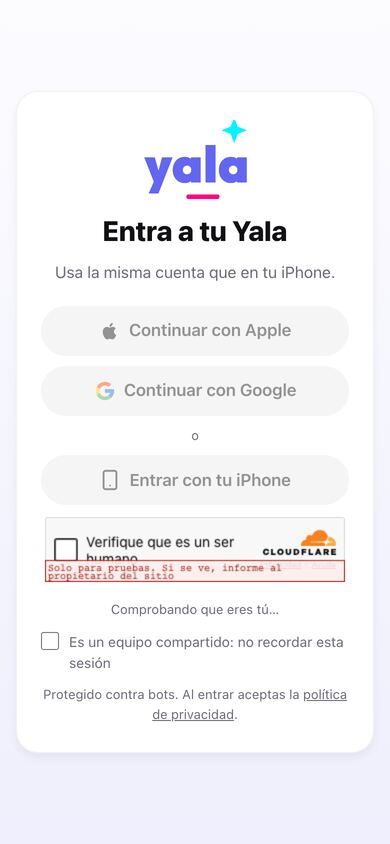 yala
Entra a tu Yala
Usa la misma cuenta que en tu iPhone.
Continuar con Apple
Continuar con Google
o
Entrar con tu iPhone
Verifique que es un ser
humano
CLOUDFLARE
Solo para pruebas. Si se ve, informe al
propietario del sitio
Comprobando que eres tú...
Es un equipo compartido: no recordar esta
sesión
Protegido contra bots. Al entrar aceptas la política
de privacidad.